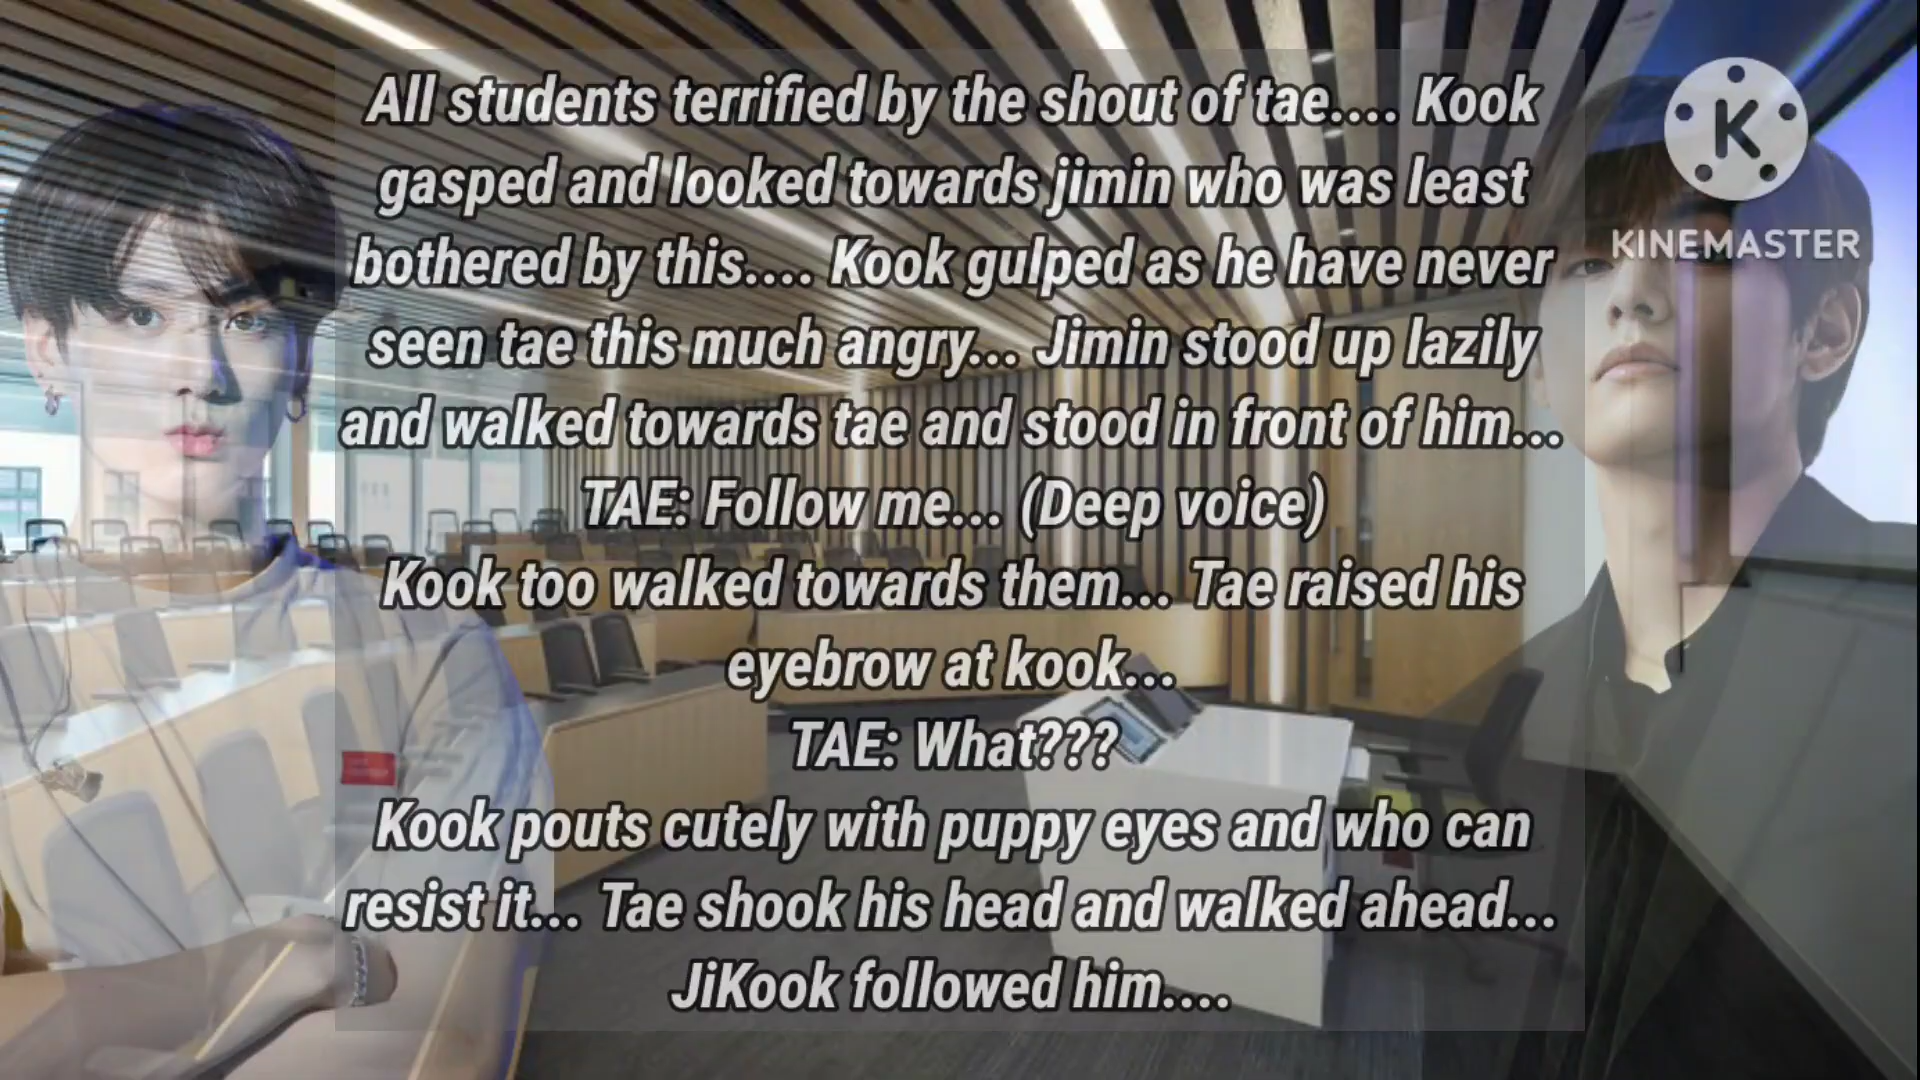 All students terrified by the shout of tae.... Kook
gasped and looked towards jimin who was least
bothered by this.... Kook gulped as he have never
seen tae this much angry... Jimin stood up lazily
and walked towards tae and stood in front of him...
TAE: Follow me... (Deep voice)
Kook too walked towards them... Tae raised his
eyebrow at kook...
TAE: What???
Kook pouts cutely with puppy eyes and who can
resist it... Tae shook his head and walked ahead...
JiKook followed him....
K
KINEMASTER